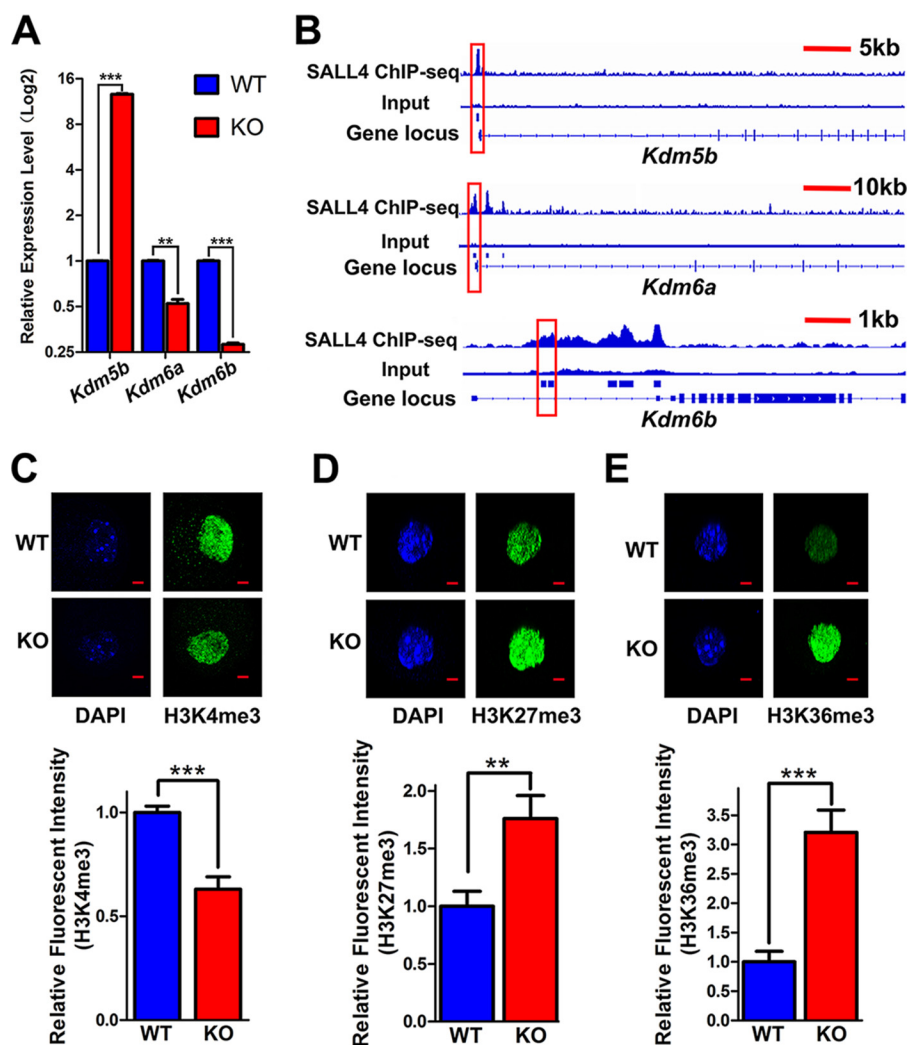 A
Relative Expression Level (Log2)
16
8
4
2
1
0.5
0.25
***
**
***
WT
KO
Kdm5b
Kdm6a
Kdm6b
B
5kb
SALL4 ChIP-seq
Input
Gene locus
Kdm5b
10kb
SALL4 ChIP-seq
Input
Gene locus
Kdm6a
1kb
SALL4 ChIP-seq
Input
Gene locus
Kdm6b
C
WT
KO
DAPI H3K4me3
Relative Fluorescent Intensity
(H3K4me3)
***
1.0
0.5
0.0
WT KO
D
WT
KO
DAPI H3K27me3
Relative Fluorescent Intensity
(H3K27me3)
**
2.0
1.5
1.0
0.5
0.0
WT KO
E
WT
KO
DAPI H3K36me3
Relative Fluorescent Intensity
(H3K36me3)
***
3.5
3.0
2.5
2.0
1.5
1.0
0.5
0.0
WT KO